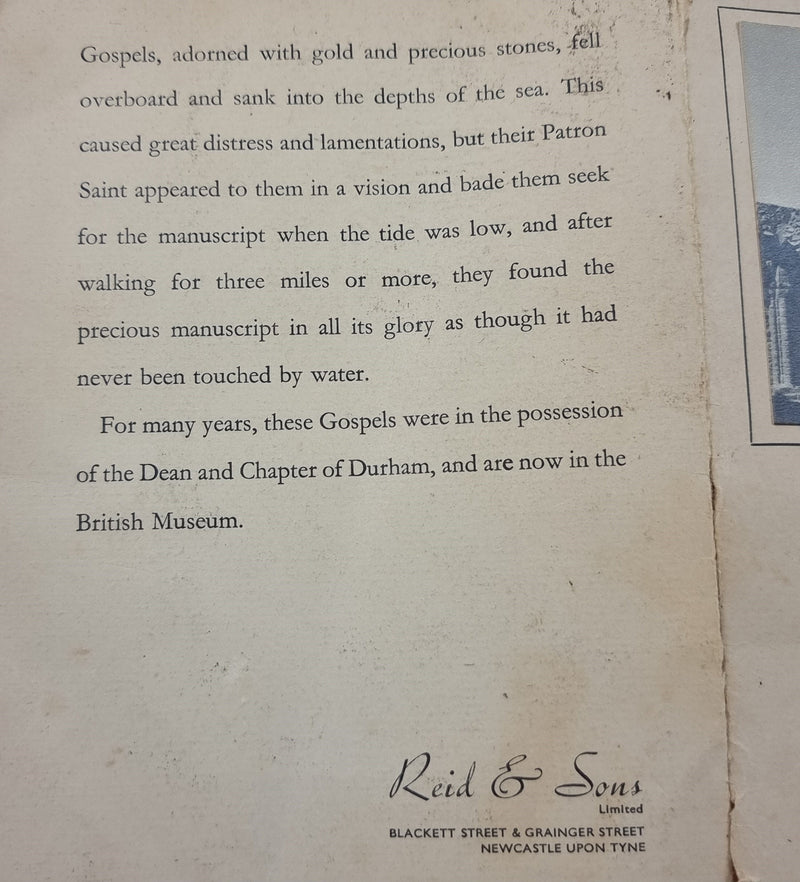 Gospels, adorned with gold and precious stones, fell
overboard and sank into the depths of the sea. This
caused great distress and lamentations, but their Patron
Saint appeared to them in a vision and bade them seek
for the manuscript when the tide was low, and after
walking for three miles or more, they found the
precious manuscript in all its glory as though it had
never been touched by water.
For many years, these Gospels were in the possession
of the Dean and Chapter of Durham, and are now in the
British Museum.
Reid & Sons
Limited
BLACKETT STREET & GRAINGER STREET
NEWCASTLE UPON TYNE